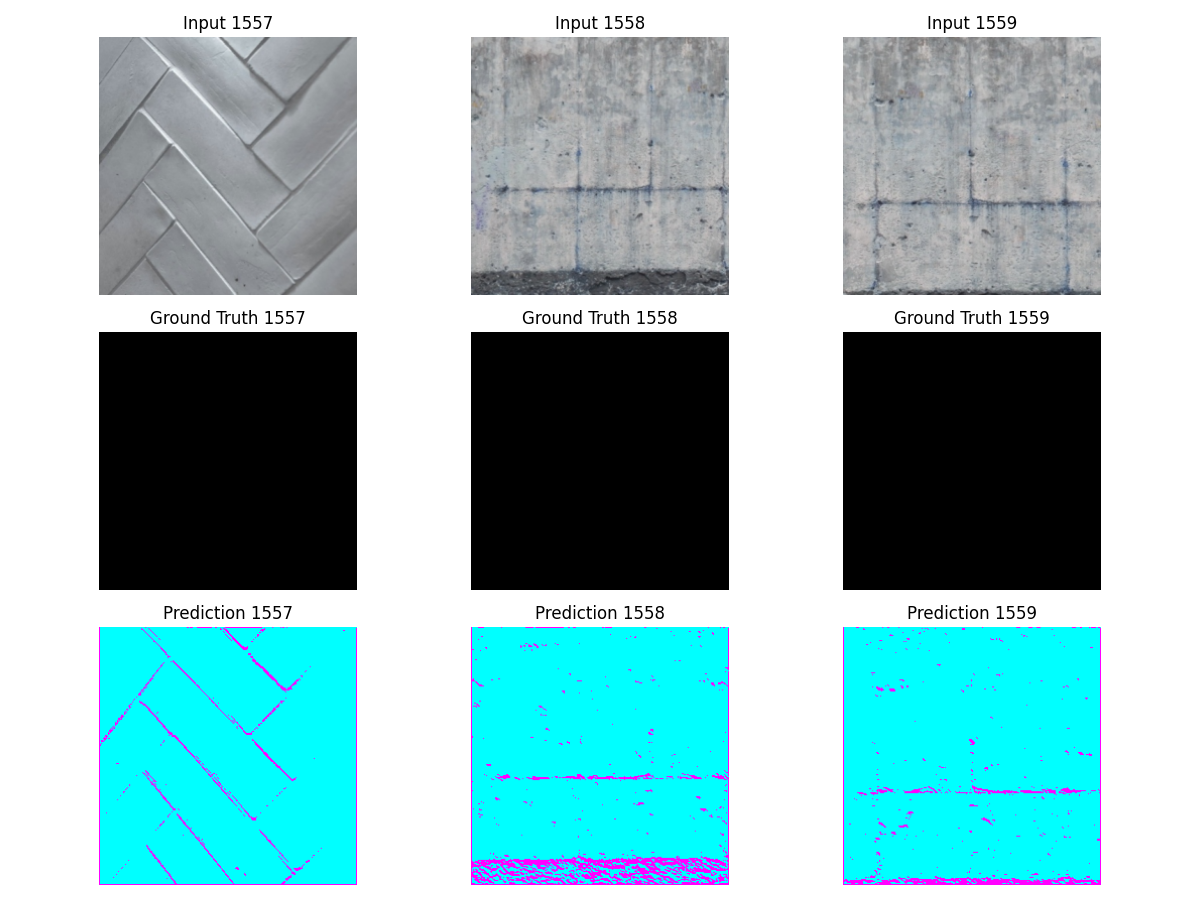 Input 1557
Input 1558
Input 1559
Ground Truth 1557
Ground Truth 1558
Ground Truth 1559
Prediction 1557
Prediction 1558
Prediction 1559